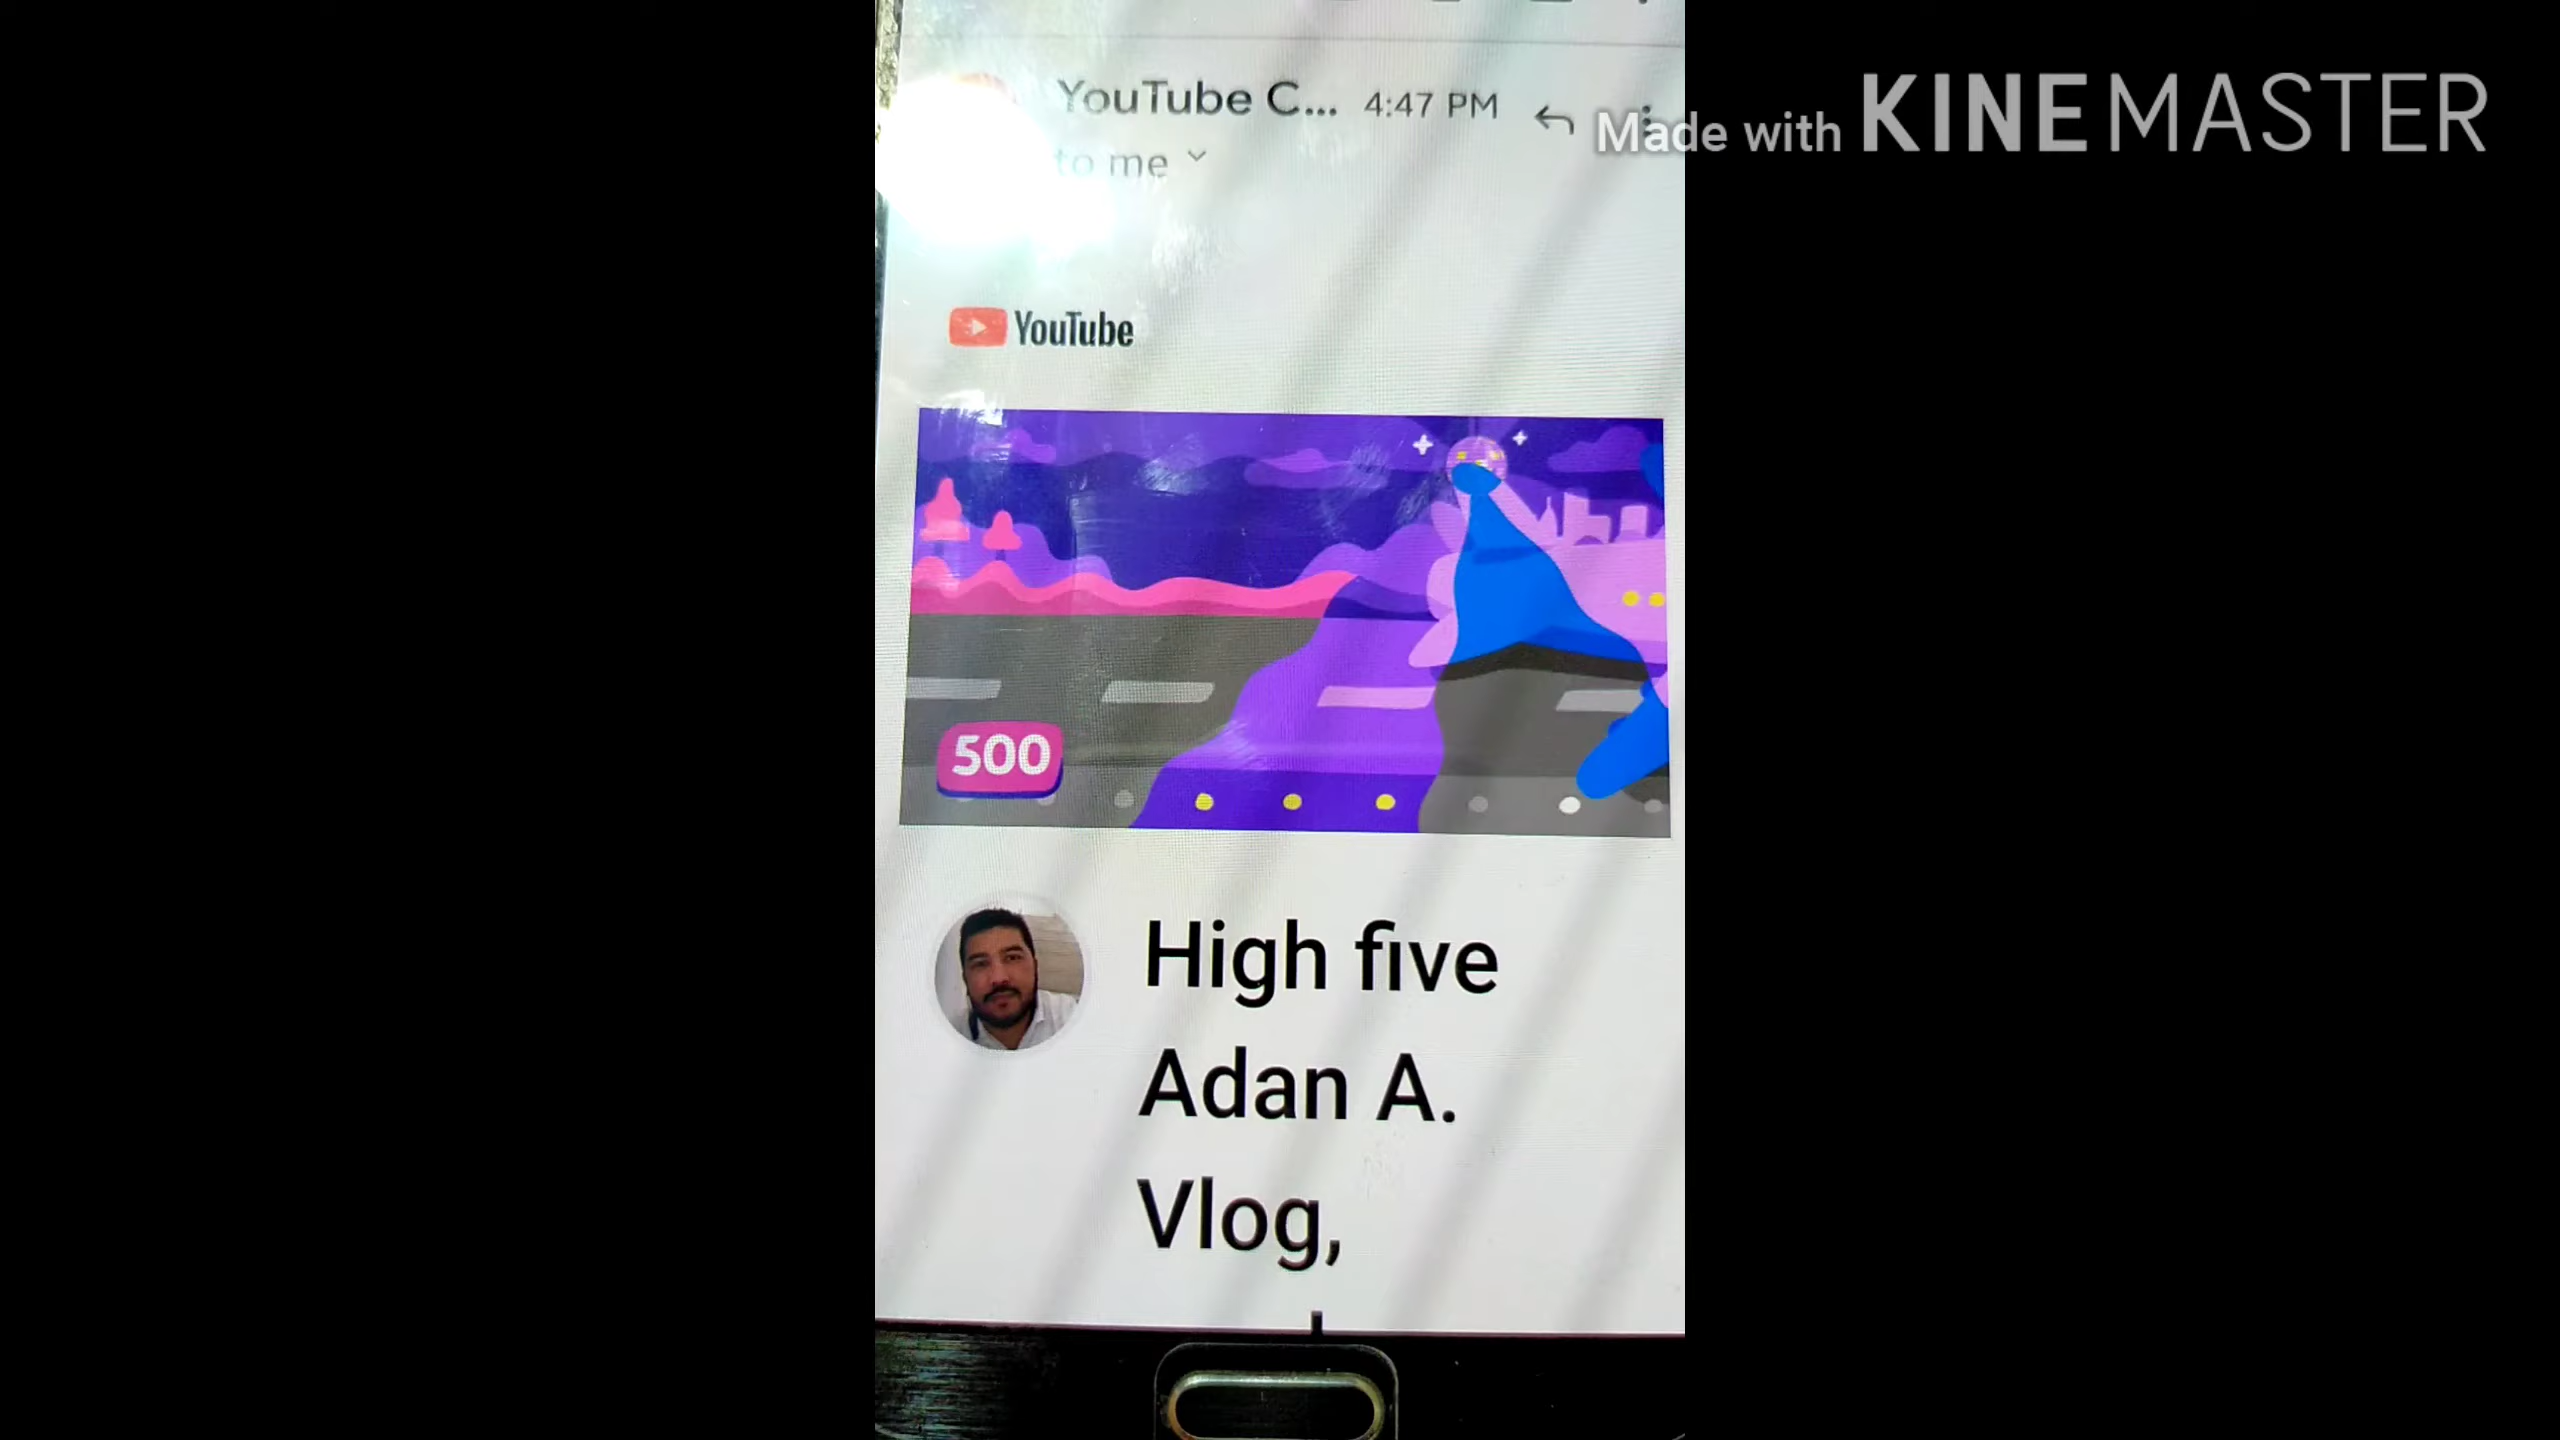 YouTube C... 4:47 PM
Made with KINEMASTER
to me
YouTube
500
High five
Adan A.
Vlog,